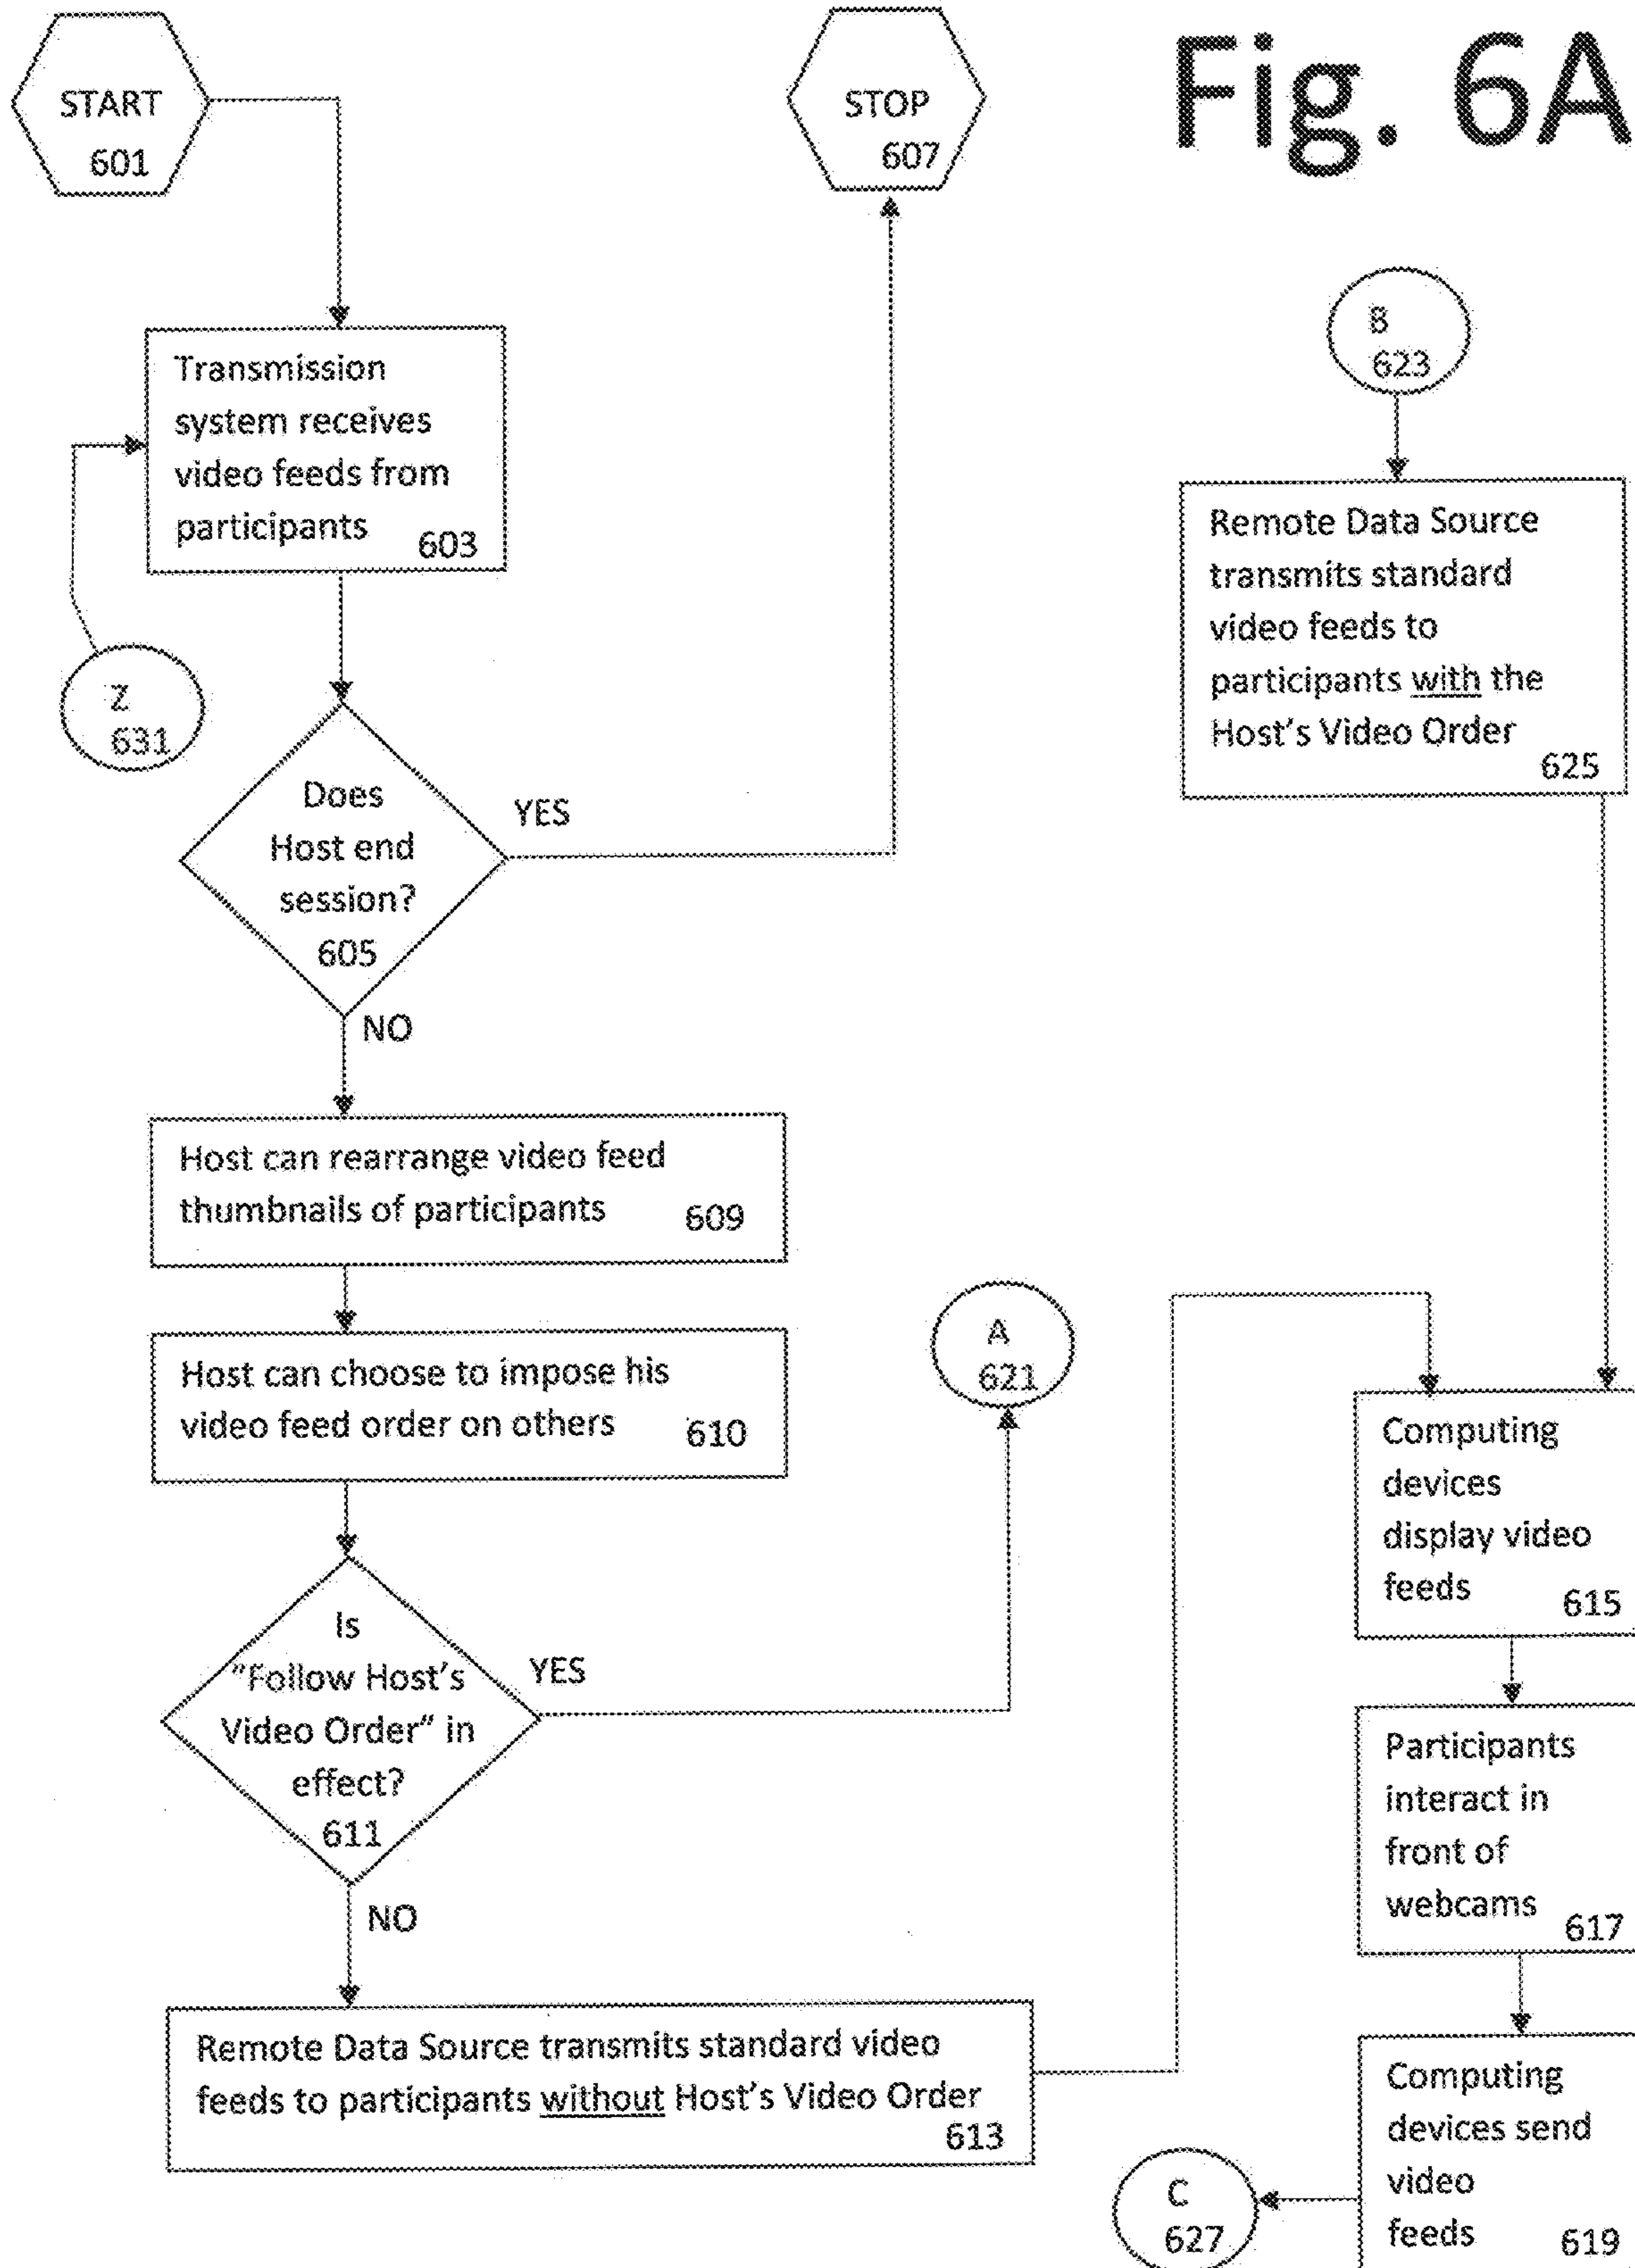 START
601
STOP
607
Fig. 6A
Transmission
system receives
video feeds from
participants
603
Z
631
Does
Host end
session?
605
YES
NO
Host can rearrange video feed
thumbnails of participants
609
Host can choose to impose his
video feed order on others
610
Is
"Follow Host's
Video Order" in
effect?
611
YES
NO
Remote Data Source transmits standard video
feeds to participants without Host's Video Order
613
A
621
B
623
Remote Data Source
transmits standard
video feeds to
participants with the
Host's Video Order
625
Computing
devices
display video
feeds
615
Participants
interact in
front of
webcams
617
Computing
devices send
video
feeds
619
C
627